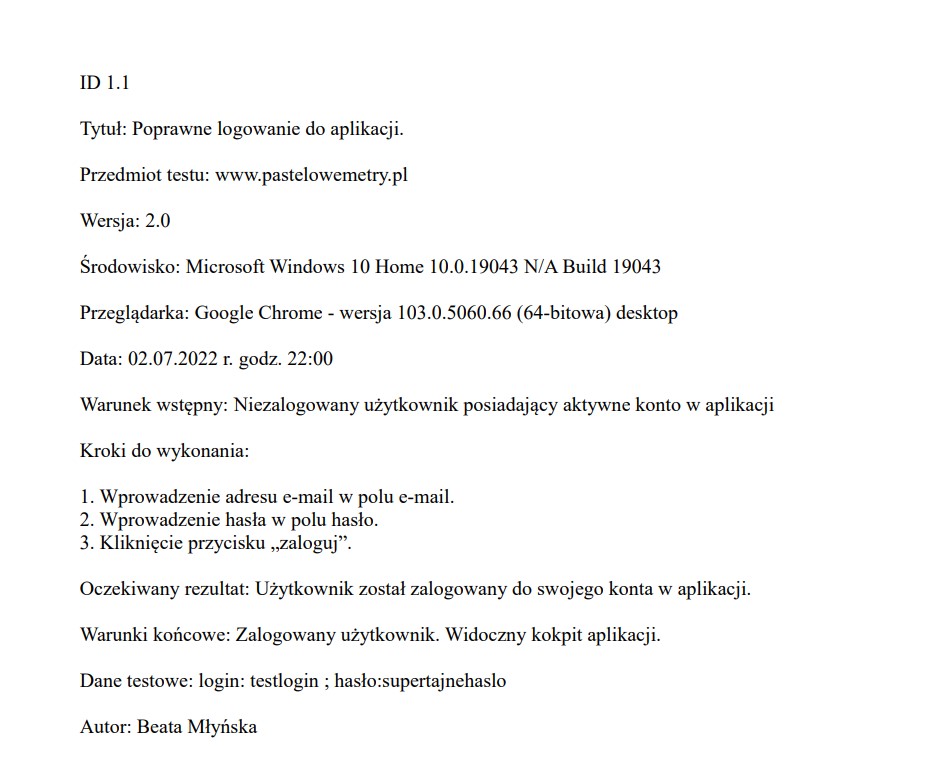 ID 1.1
Tytuł: Poprawne logowanie do aplikacji.
Przedmiot testu: www.pastelowemetry.pl
Wersja: 2.0
Środowisko: Microsoft Windows 10 Home 10.0.19043 N/A Build 19043
Przeglądarka: Google Chrome - wersja 103.0.5060.66 (64-bitowa) desktop
Data: 02.07.2022 r. godz. 22:00
Warunek wstępny: Niezalogowany użytkownik posiadający aktywne konto w aplikacji
Kroki do wykonania:
1. Wprowadzenie adresu e-mail w polu e-mail.
2. Wprowadzenie hasła w polu hasło.
3. Kliknięcie przycisku „zaloguj”.
Oczekiwany rezultat: Użytkownik został zalogowany do swojego konta w aplikacji.
Warunki końcowe: Zalogowany użytkownik. Widoczny kokpit aplikacji.
Dane testowe: login: testlogin ; hasło:supertajnehaslo
Autor: Beata Młyńska